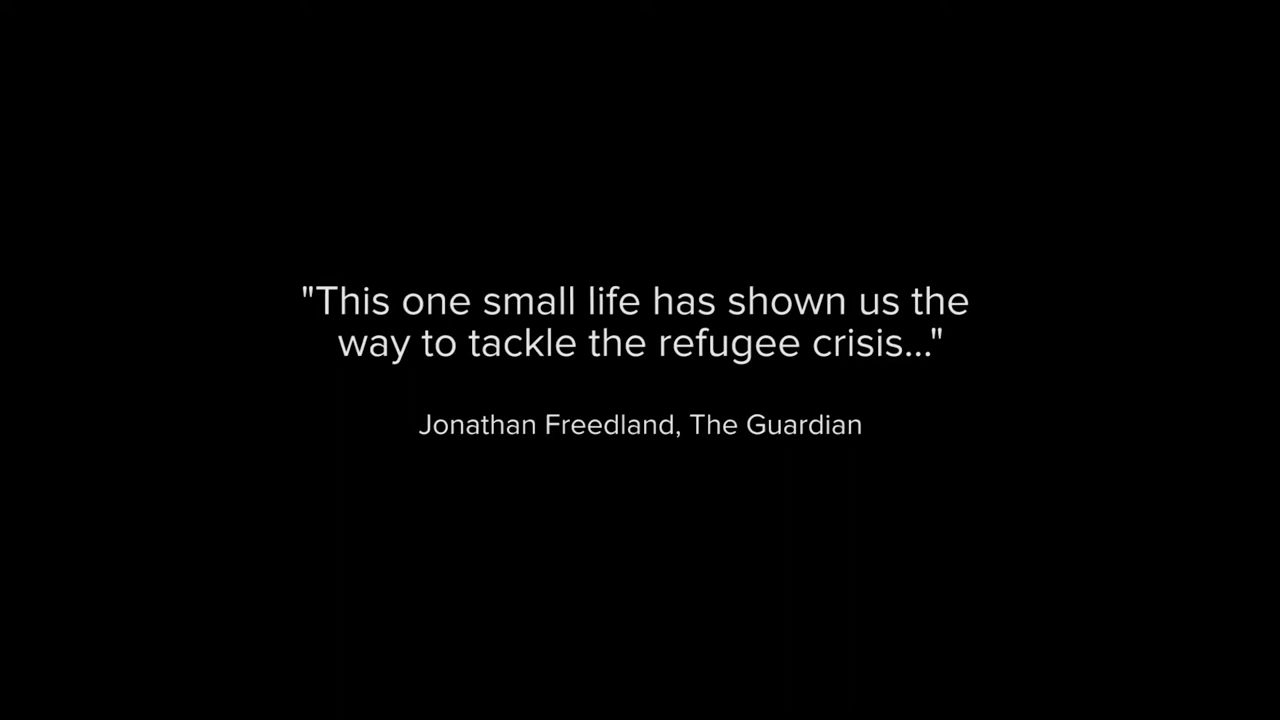 "This one small life has shown us the
way to tackle the refugee crisis..."
Jonathan Freedland, The Guardian